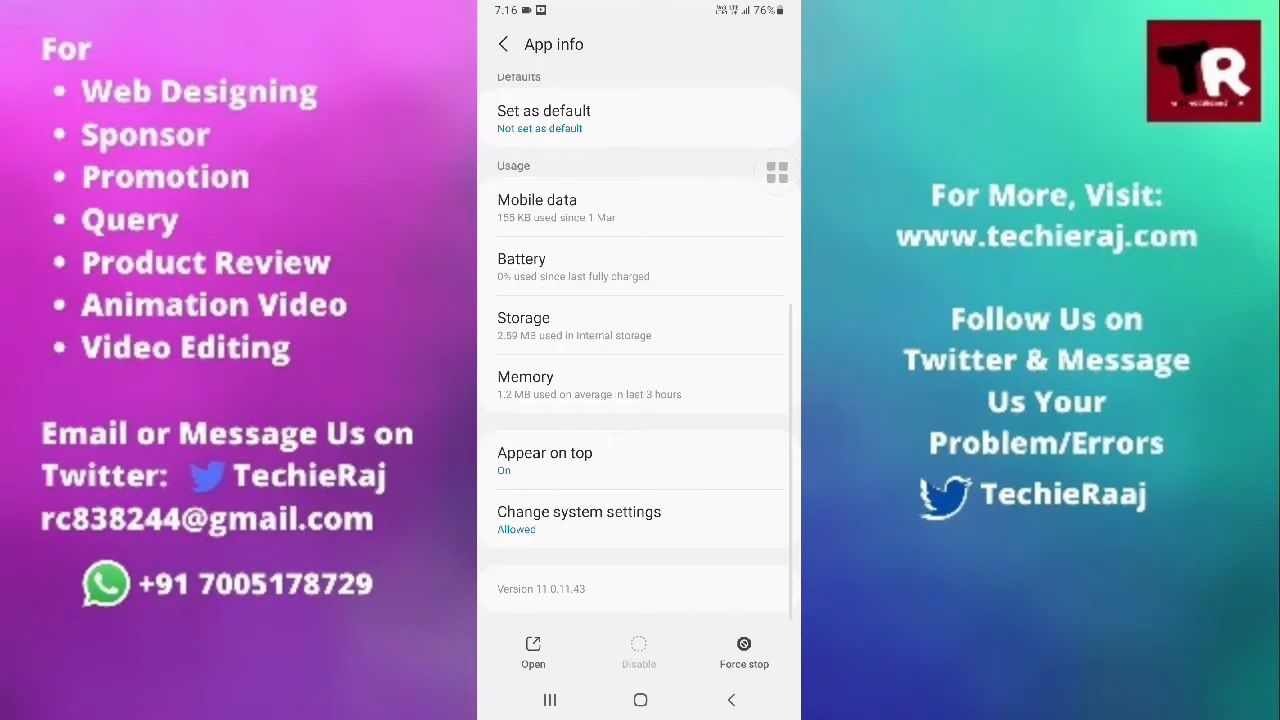 For
• Web Designing
• Sponsor
• Promotion
• Query
• Product Review
• Animation Video
• Video Editing
Email or Message Us on
Twitter: TechieRaj
rc838244@gmail.com
+91 7005178729
7:16
76%
App info
Defaults
Set as default
Not set as default
Usage
Mobile data
155 KB used since 1 Mar
Battery
0% used since last fully charged
Storage
2.59 MB used in Internal storage
Memory
1.2 MB used on average in last 3 hours
Appear on top
On
Change system settings
Allowed
Version 11.0.11.43
Open
Disable
Force stop
TR
For More, Visit:
www.techieraj.com
Follow Us on
Twitter & Message
Us Your
Problem/Errors
TechieRaaj